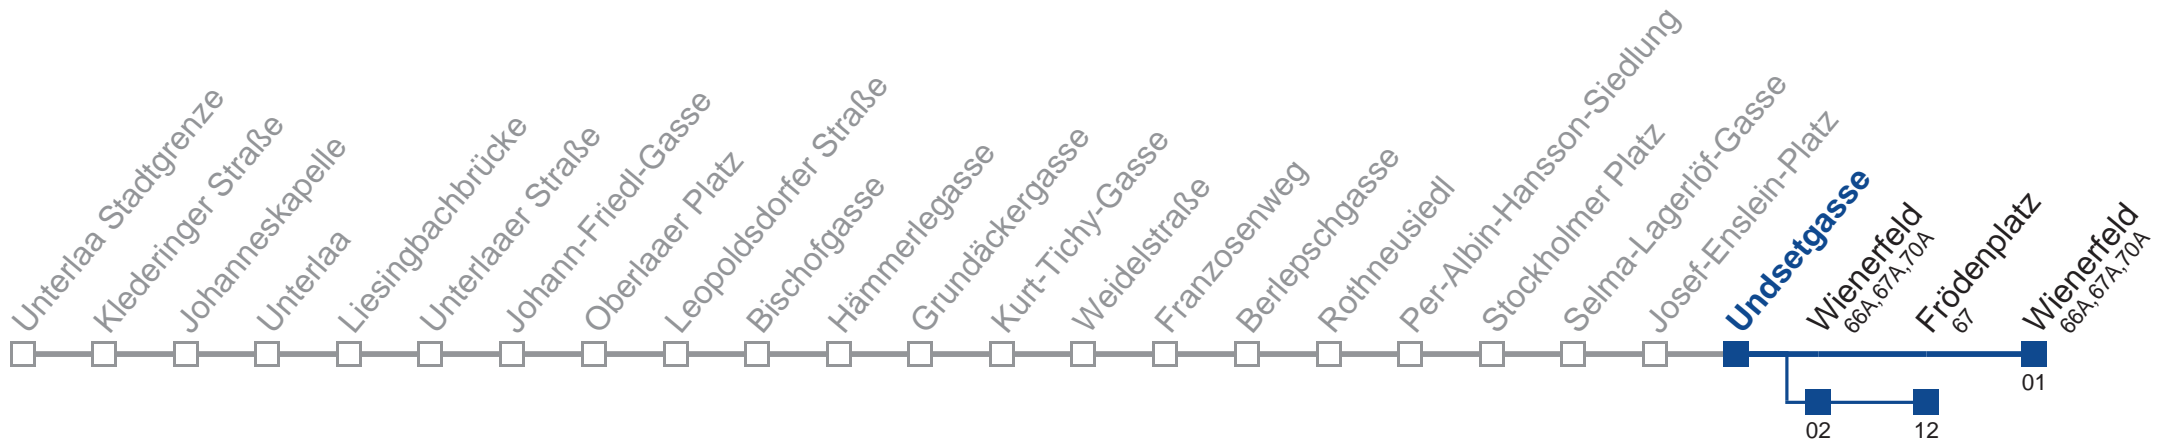 Unterlaa Stadtgrenze
Klederinger Straße
Johanneskapelle
Unterlaa
Liesingbachbrücke
Unterlaaer Straße
Johann-Friedl-Gasse
Oberlaaer Platz
Leopoldsdorfer Straße
Bischofgasse
Hämmerlegasse
Grundäckergasse
Kurt-Tichy-Gasse
Weidelstraße
Franzosenweg
Berlepschgasse
Rothneusiedl
Per-Albin-Hansson-Siedlung
Stockholmer Platz
Selma-Lagerlöf-Gasse
Josef-Enslein-Platz
Undsetgasse
Wienerfeld
66A,67A,70A
Frödenplatz
67
Wienerfeld
66A,67A,70A
01
02
12